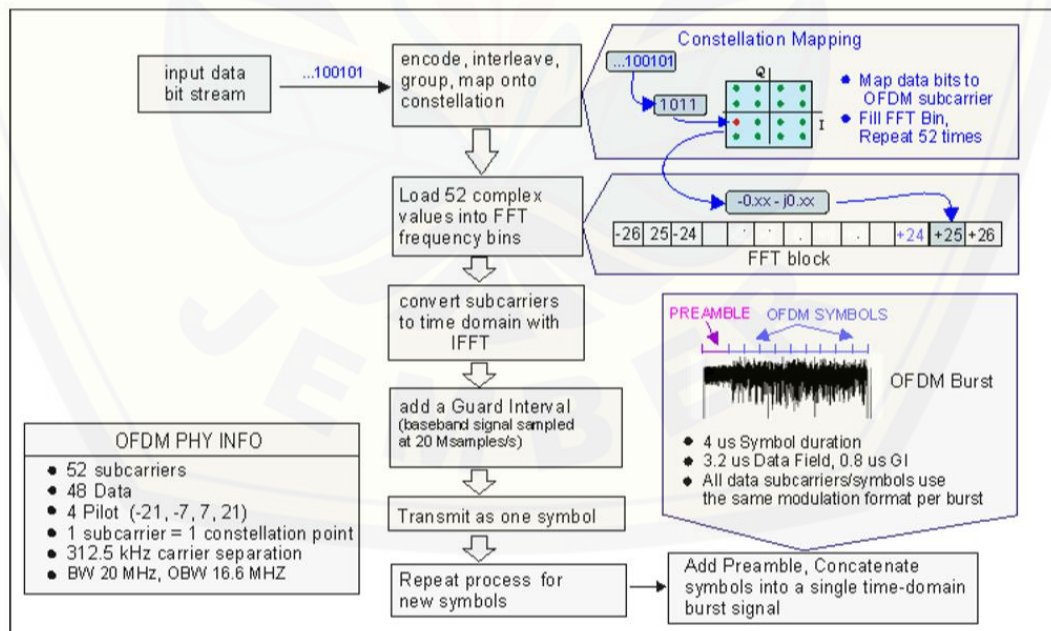 input data
bit stream
...100101
encode, interleave,
group, map onto
constellation
Constellation Mapping
...100101
1011
Q
I
Map data bits to
OFDM subcarrier
Fill FFT Bin,
Repeat 52 times
Load 52 complex
values into FFT
frequency bins
-0.xx - j0.xx
-26 25 -24 . . . . . +24 +25 +26
FFT block
convert subcarriers
to time domain with
IFFT
PREAMBLE OFDM SYMBOLS
OFDM Burst
4 us Symbol duration
3.2 us Data Field, 0.8 us GI
All data subcarriers/symbols use
the same modulation format per burst
add a Guard Interval
(baseband signal sampled
at 20 Msamples/s)
OFDM PHY INFO
52 subcarriers
48 Data
4 Pilot (-21, -7, 7, 21)
1 subcarrier = 1 constellation point
312.5 kHz carrier separation
BW 20 MHz, OBW 16.6 MHZ
Transmit as one symbol
Repeat process for
new symbols
Add Preamble, Concatenate
symbols into a single time-domain
burst signal
JEMBER